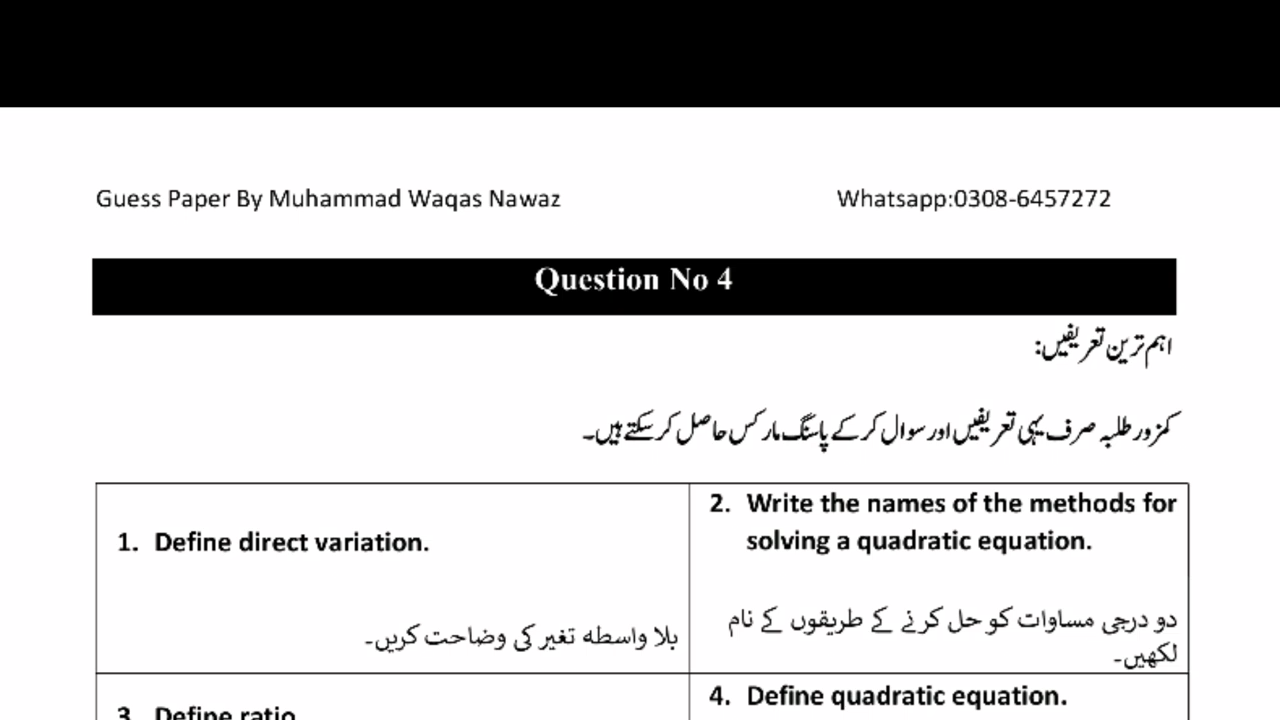 Guess Paper By Muhammad Waqas Nawaz
Whatsapp:0308-6457272
Question No 4
اہم ترین تعریفیں:
کمزور طلبہ صرف یہی تعریفیں اور سوال کر کے پاسنگ مارکس حاصل کر سکتے ہیں۔
1. Define direct variation.
بلا واسطہ تغیر کی وضاحت کریں۔
2. Write the names of the methods for
solving a quadratic equation.
دو درجی مساوات کو حل کرنے کے طریقوں کے نام
لکھیں۔
3. Define ratio
4. Define quadratic equation.